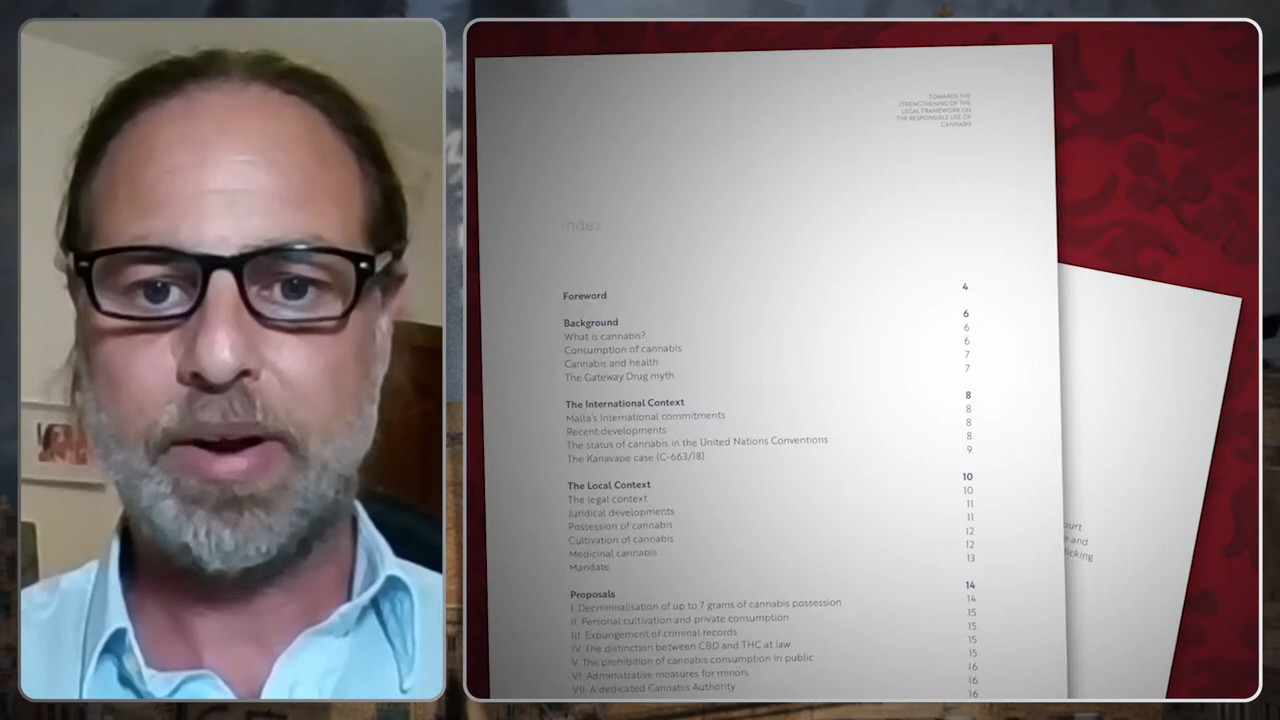 TOWARDS THE
STRENGTHENING OF THE
LEGAL FRAMEWORK ON
THE RESPONSIBLE USE OF
CANNABIS
index
Foreword 4
Background 6
What is cannabis? 6
Consumption of cannabis 6
Cannabis and health 7
The Gateway Drug myth 7
The International Context 8
Malta's international commitments 8
Recent developments 8
The status of cannabis in the United Nations Conventions 8
The Kanavape case (C-663/18) 9
The Local Context 10
The legal context 10
Juridical developments 11
Possession of cannabis 11
Cultivation of cannabis 12
Medicinal cannabis 12
Mandate 13
Proposals 14
I Decriminalisation of up to 7 grams of cannabis possession 14
II Personal cultivation and private consumption 15
III Expungement of criminal records 15
IV The distinction between CBD and THC at law 15
V The prohibition of cannabis consumption in public 15
VI Administrative measures for minors 16
VII A dedicated Cannabis Authority 16
16
and